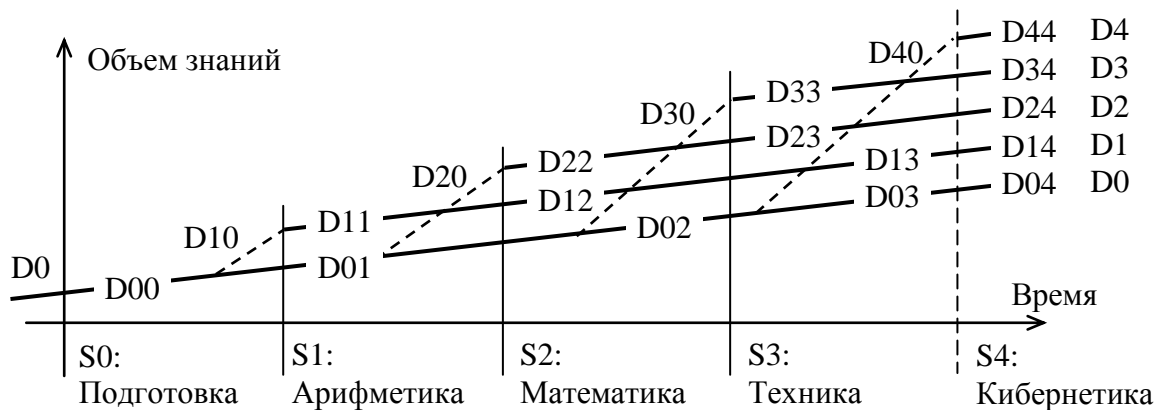 Объем знаний
D40
D44 D4
D34 D3
D30
D33
D24 D2
D20
D22
D23
D14 D1
D10
D11
D12
D13
D04 D0
D0
D00
D01
D02
D03
Время
S0: S1: S2: S3: S4:
Подготовка Арифметика Математика Техника Кибернетика